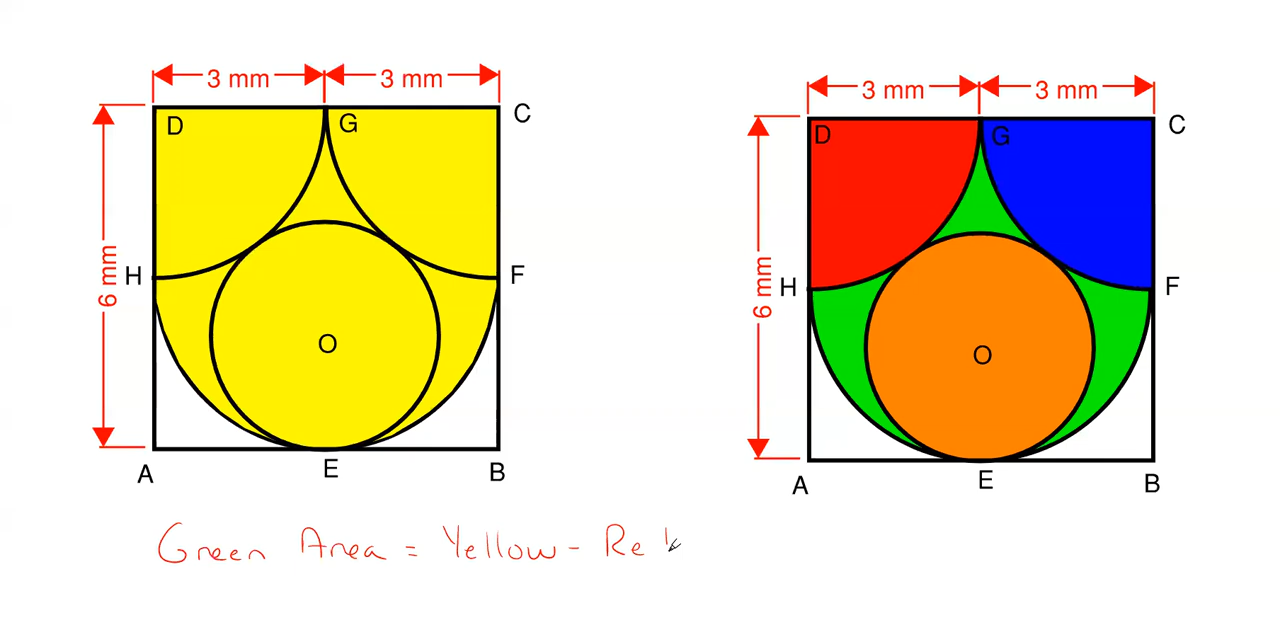 3 mm 3 mm
D G C
H F
6 mm
O
A E B
3 mm 3 mm
D G C
H F
6 mm
O
A E B
Green Area = Yellow - Re